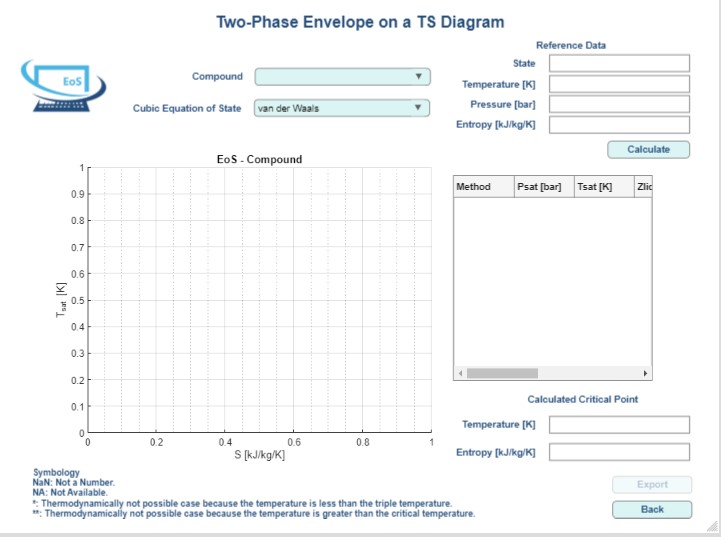 Two-Phase Envelope on a TS Diagram
Reference Data
EoS
Compound
Cubic Equation of State
van der Waals
State
Temperature [K]
Pressure [bar]
Entropy [kJ/kg/K]
Calculate
EoS - Compound
1
0.9
0.8
0.7
0.6
0.5
0.4
0.3
0.2
0.1
0
Tsat [K]
0 0.2 0.4 0.6 0.8 1
S [kJ/kg/K]
Method Psat [bar] Tsat [K]
Calculated Critical Point
Temperature [K]
Entropy [kJ/kg/K]
Symbology
NaN: Not a Number.
NA: Not Available.
*: Thermodynamically not possible case because the temperature is less than the triple temperature.
**: Thermodynamically not possible case because the temperature is greater than the critical temperature.
Export
Back